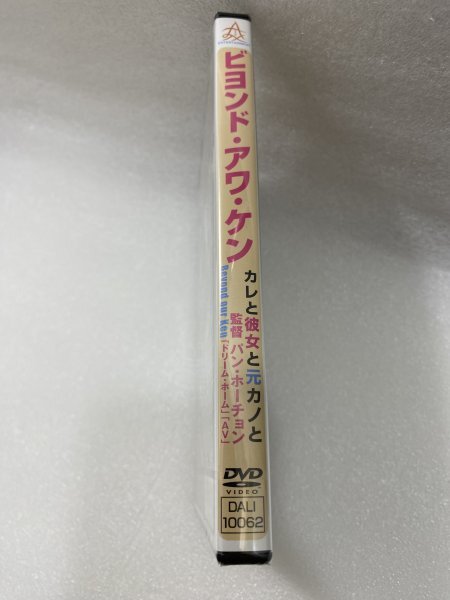 Entertainment
ビヨンド・アワ・ケン
カレと彼女と元カノと
Beyond our Ken
監督 パン・ホーチョン
「ドリーム・ホーム」「AV」
DVD
VIDEO
DALI
10062